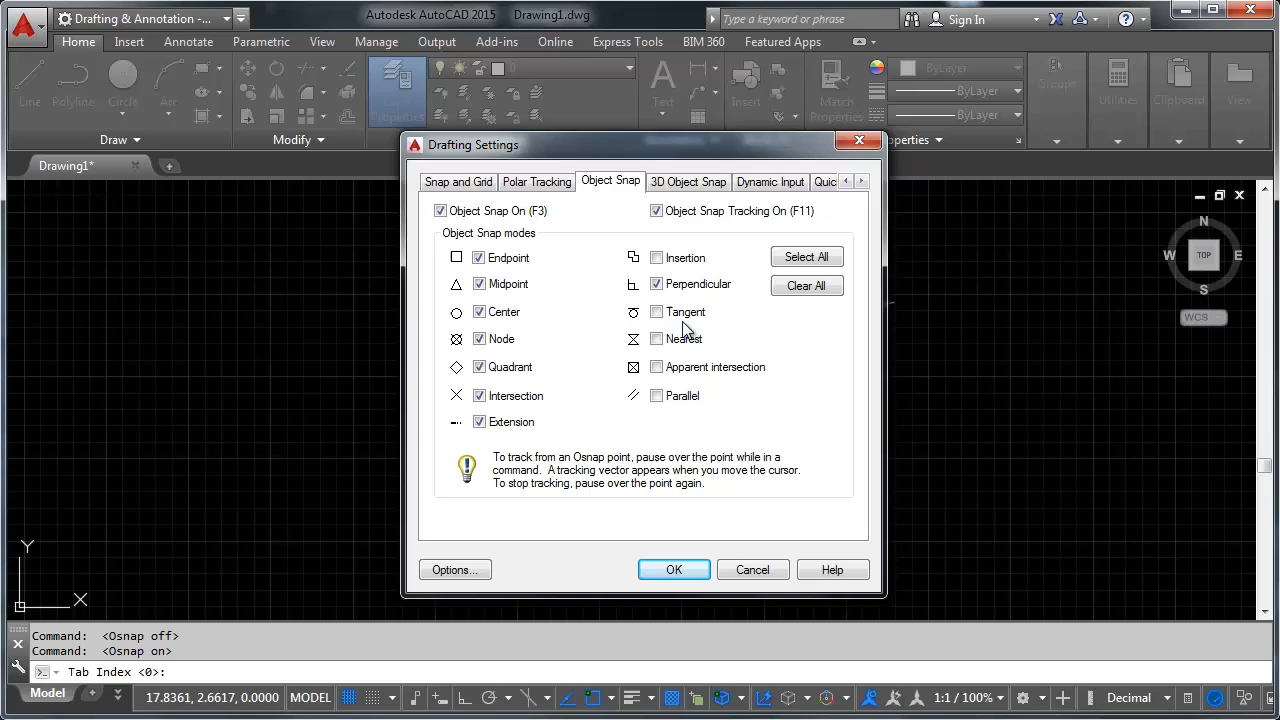 Drafting & Annotation -
Autodesk AutoCAD 2015 Drawing1.dwg
Type a keyword or phrase
Sign In
Home Insert Annotate Parametric View Manage Output Add-ins Online Express Tools BIM 360 Featured Apps
Line Polyline Circle Arc
Layer Properties
0
Text
Insert
Match Properties
ByLayer
ByLayer
ByLayer
Groups Utilities Clipboard View
Draw Modify
Drawing1*
Drafting Settings
Snap and Grid Polar Tracking Object Snap 3D Object Snap Dynamic Input Quic
Object Snap On (F3) Object Snap Tracking On (F11)
Object Snap modes
Endpoint Insertion Select All
Midpoint Perpendicular Clear All
Center Tangent
Node Nearest
Quadrant Apparent intersection
Intersection Parallel
Extension
To track from an Osnap point, pause over the point while in a
command. A tracking vector appears when you move the cursor.
To stop tracking, pause over the point again.
Options... OK Cancel Help
N
W TOP E
S
WCS
Y
X
Command: <Osnap off>
Command: <Osnap on>
Tab Index <0>:
Model
17.8361, 2.6617, 0.0000 MODEL
1:1 / 100%
Decimal